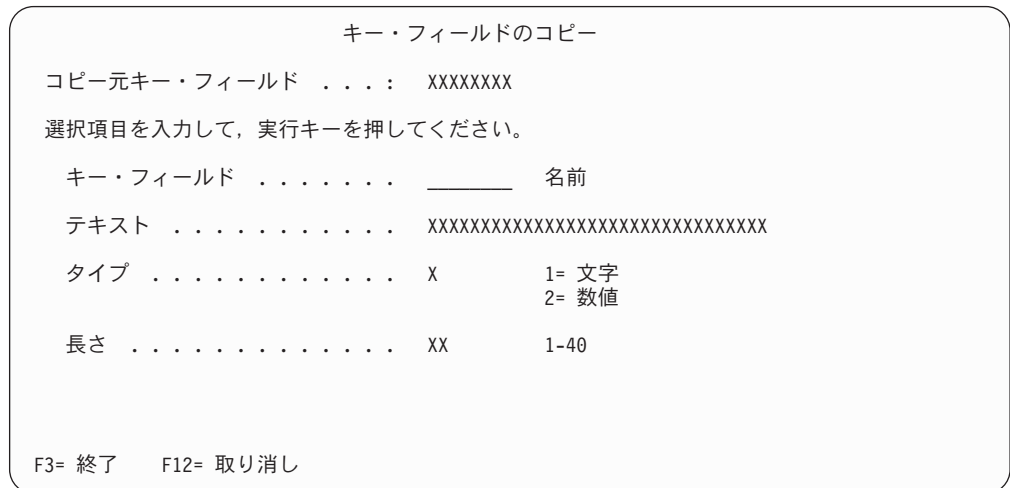 キー・フィールドのコピー
コピー元キー・フィールド ...: XXXXXXXX
選択項目を入力して，実行キーを押してください。
キー・フィールド ....... ________ 名前
テキスト ........... XXXXXXXXXXXXXXXXXXXXXXXXXXXXXXXX
タイプ ............ X 1= 文字
2= 数値
長さ ............. XX 1-40
F3= 終了 F12= 取り消し